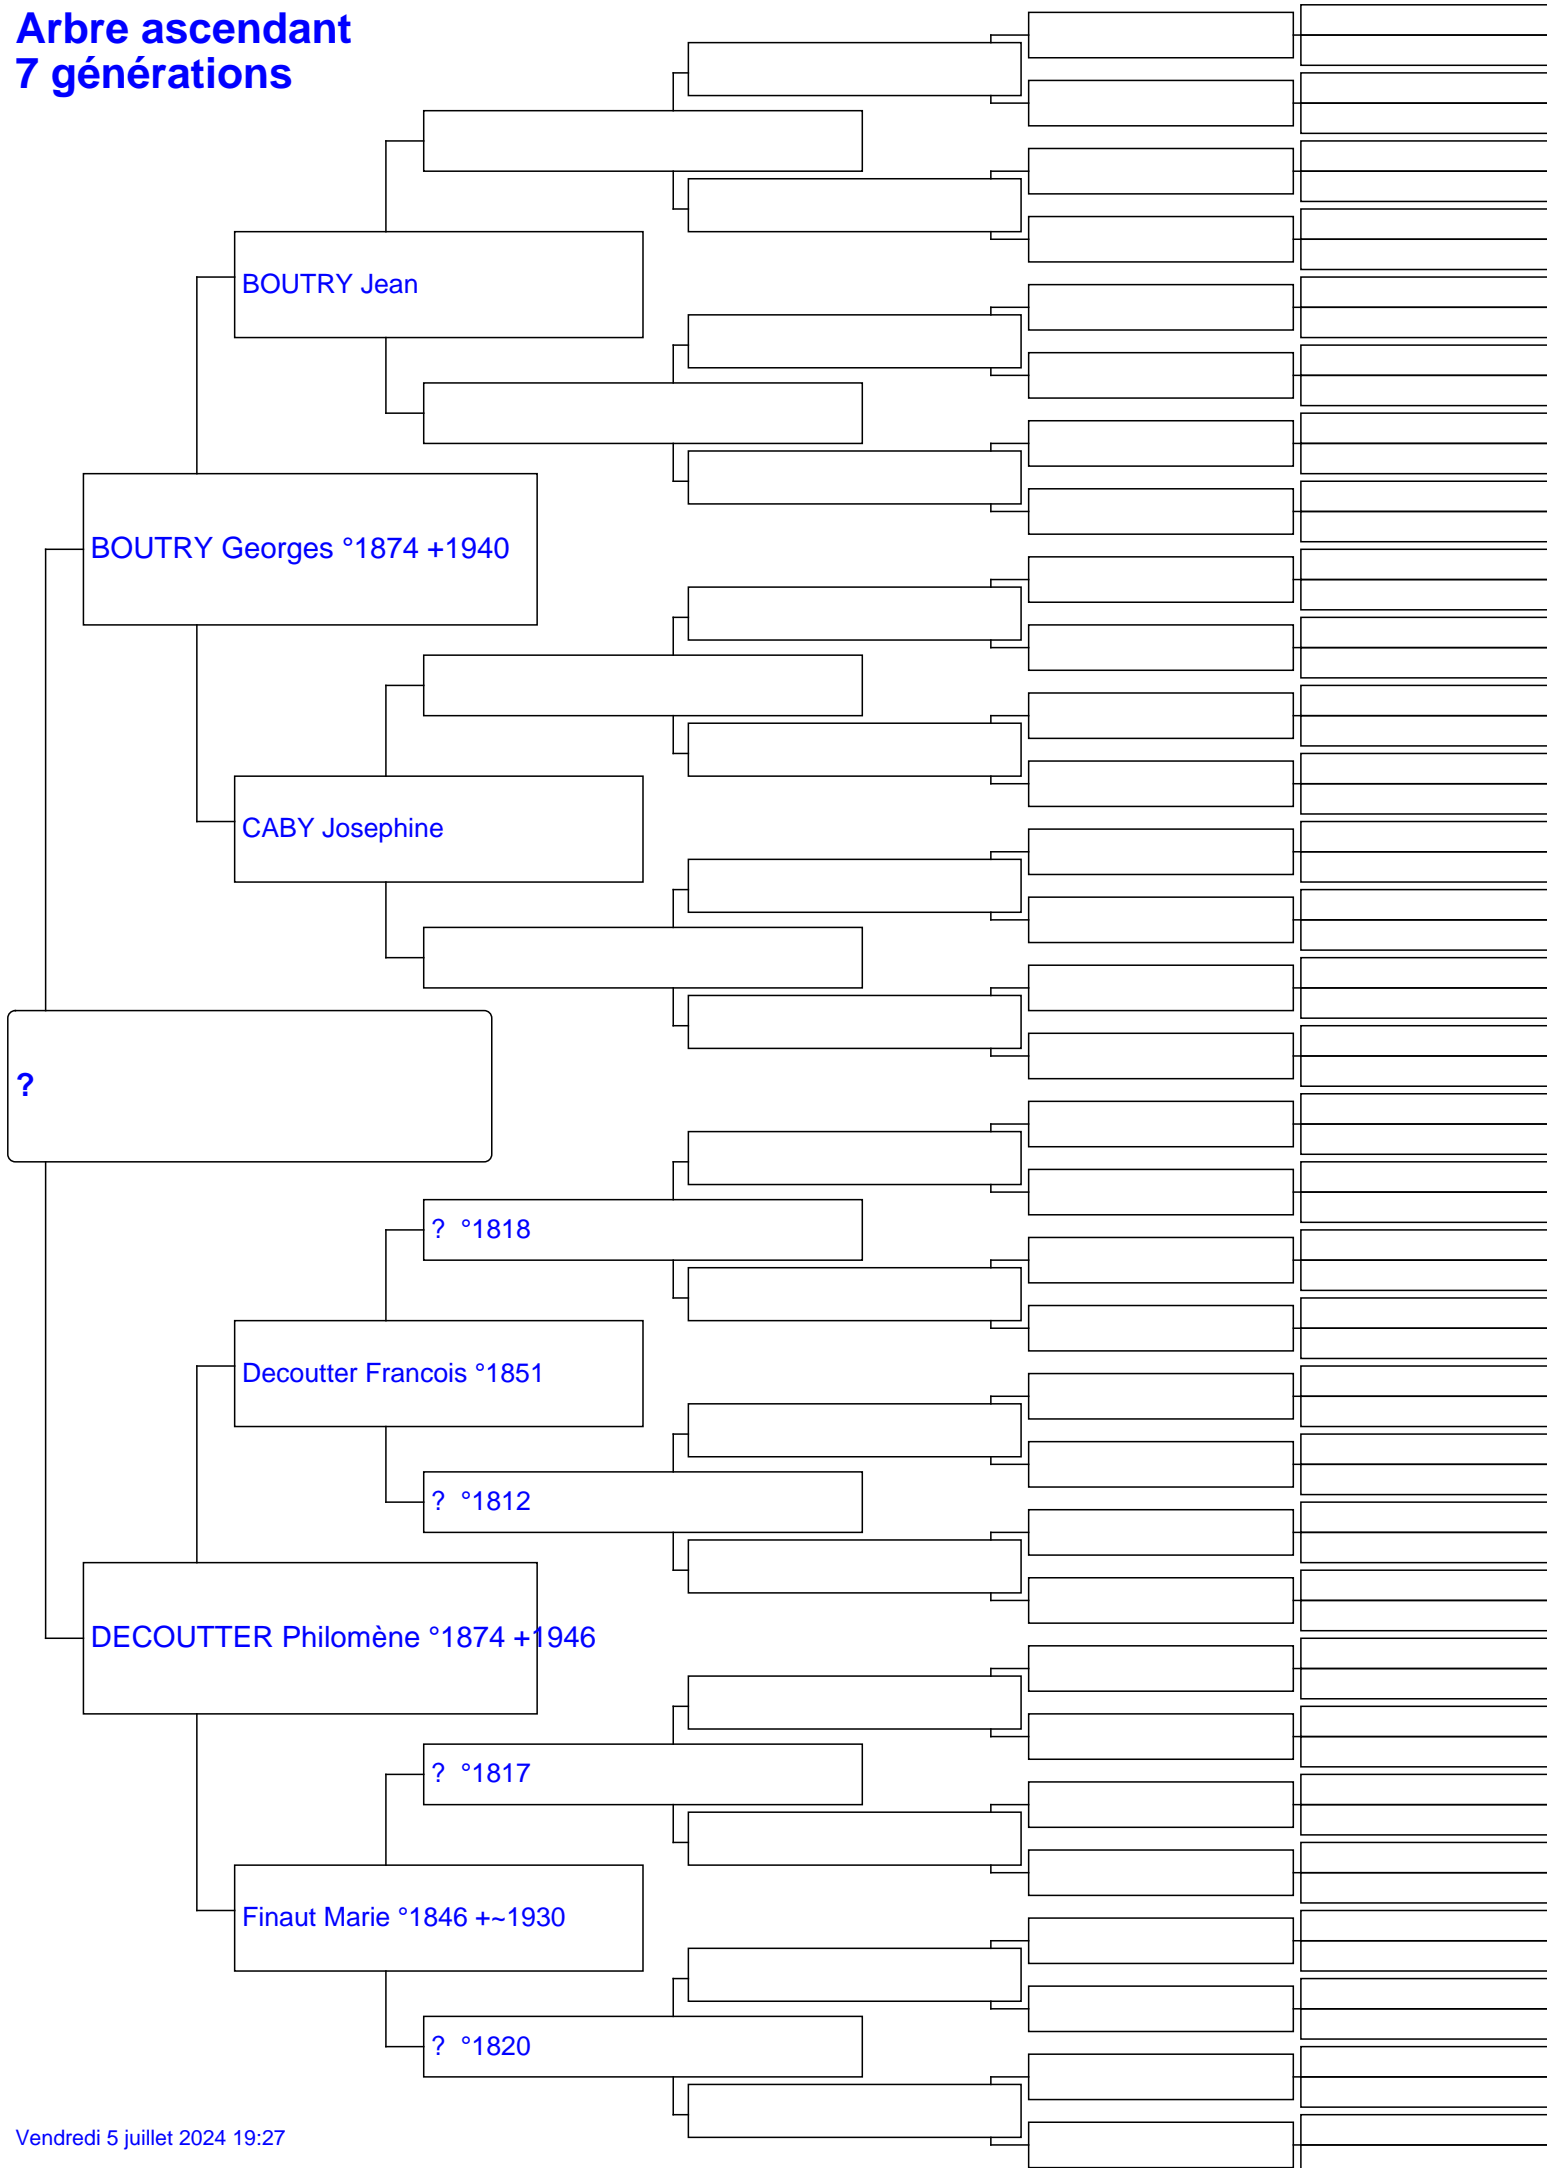 Arbre ascendant
7 générations
BOUTRY Jean
BOUTRY Georges °1874 +1940
CABY Josephine
?
? °1818
Decoutter Francois °1851
? °1812
DECOUTTER Philomène °1874 +1946
? °1817
Finaut Marie °1846 +~1930
? °1820
Vendredi 5 juillet 2024 19:27